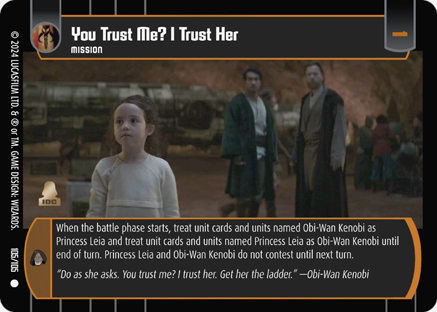 You Trust Me? I Trust Her
MISSION
When the battle phase starts, treat unit cards and units named Obi-Wan Kenobi as
Princess Leia and treat unit cards and units named Princess Leia as Obi-Wan Kenobi until
end of turn. Princess Leia and Obi-Wan Kenobi do not contest until next turn.
“Do as she asks. You trust me? I trust her. Get her the ladder.” —Obi-Wan Kenobi
© 2024 LUCASFILM LTD. & ® or TM. GAME DESIGN: WIZARDS.
105/105
IDC